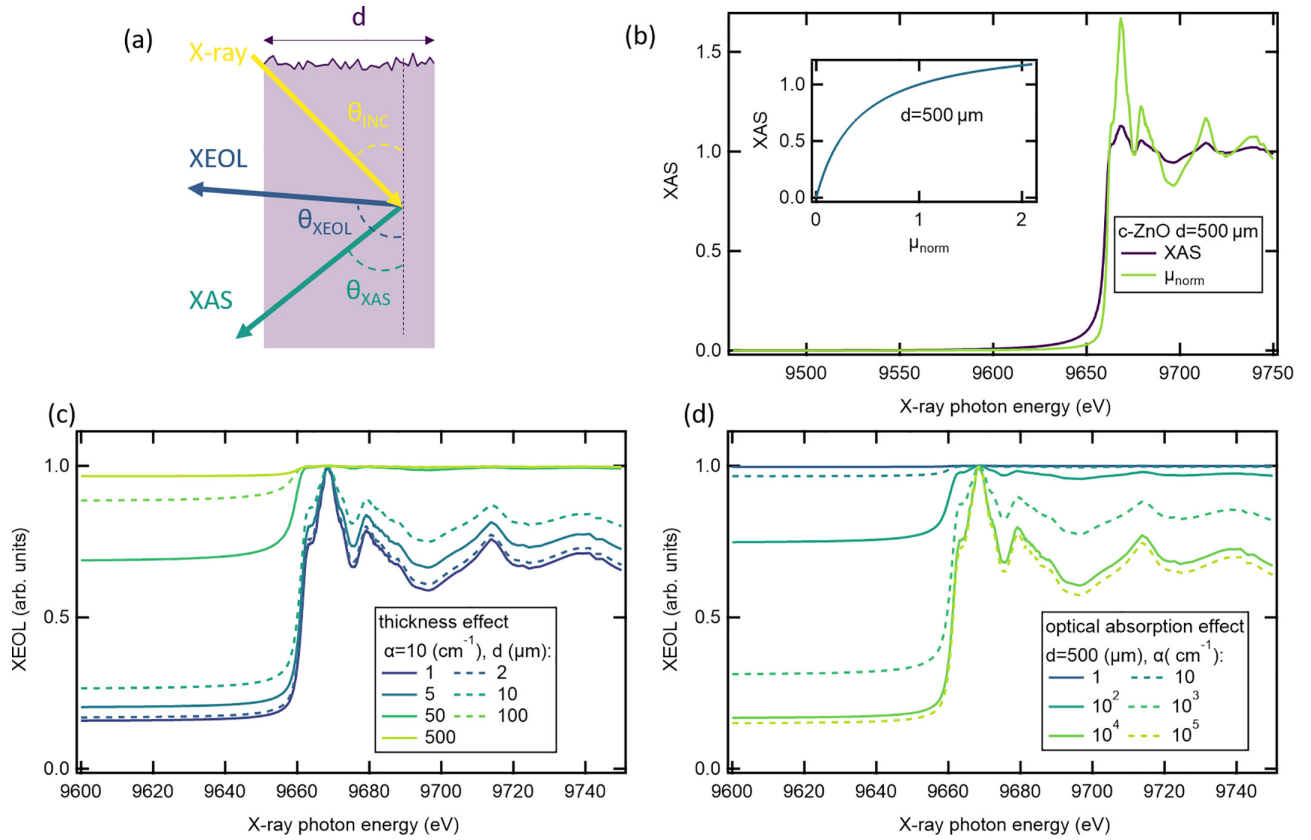 (a)
d
X-ray
θINC
XEOL
θXEOL
θXAS
XAS
(b)
XAS
1.5
1.0
0.5
0.0
9500
9550
9600
9650
9700
9750
X-ray photon energy (eV)
XAS
1.0
0.5
0.0
d=500 µm
0
1
2
µnorm
c-ZnO d=500 µm
XAS
µnorm
(c)
XEOL (arb. units)
1.0
0.5
0.0
thickness effect
α=10 (cm⁻¹), d (µm):
1 2
5 10
50 100
500
9600 9620 9640 9660 9680 9700 9720 9740
X-ray photon energy (eV)
(d)
XEOL (arb. units)
1.0
0.5
0.0
optical absorption effect
d=500 (µm), α( cm⁻¹):
1 10
10² 10³
10⁴ 10⁵
9600 9620 9640 9660 9680 9700 9720 9740
X-ray photon energy (eV)